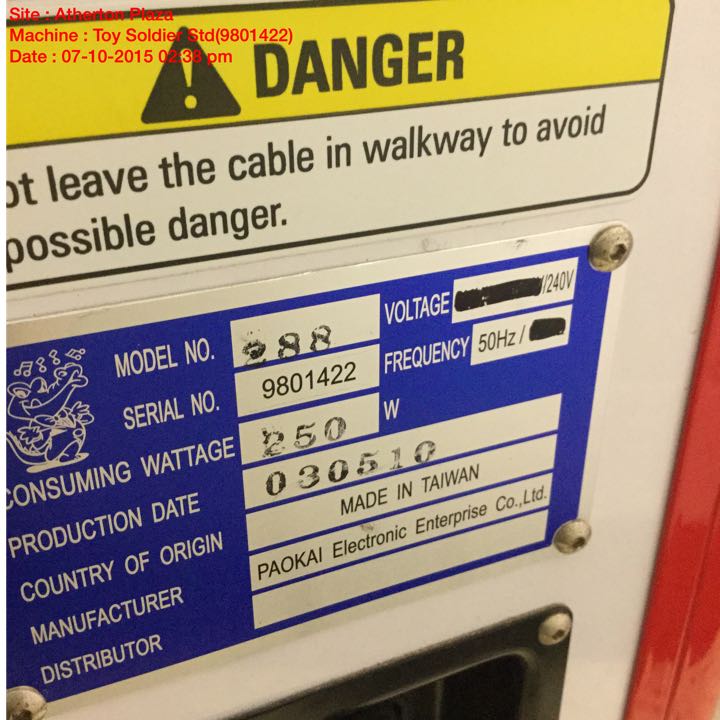 Site : Atherton Plaza
Machine : Toy Soldier Std(9801422)
Date : 07-10-2015 02:38 pm
DANGER
ot leave the cable in walkway to avoid
possible danger.
MODEL NO. 288
VOLTAGE /240V
SERIAL NO. 9801422
FREQUENCY 50Hz /
CONSUMING WATTAGE 250 W
PRODUCTION DATE 030510
COUNTRY OF ORIGIN MADE IN TAIWAN
MANUFACTURER PAOKAI Electronic Enterprise Co.,Ltd.
DISTRIBUTOR